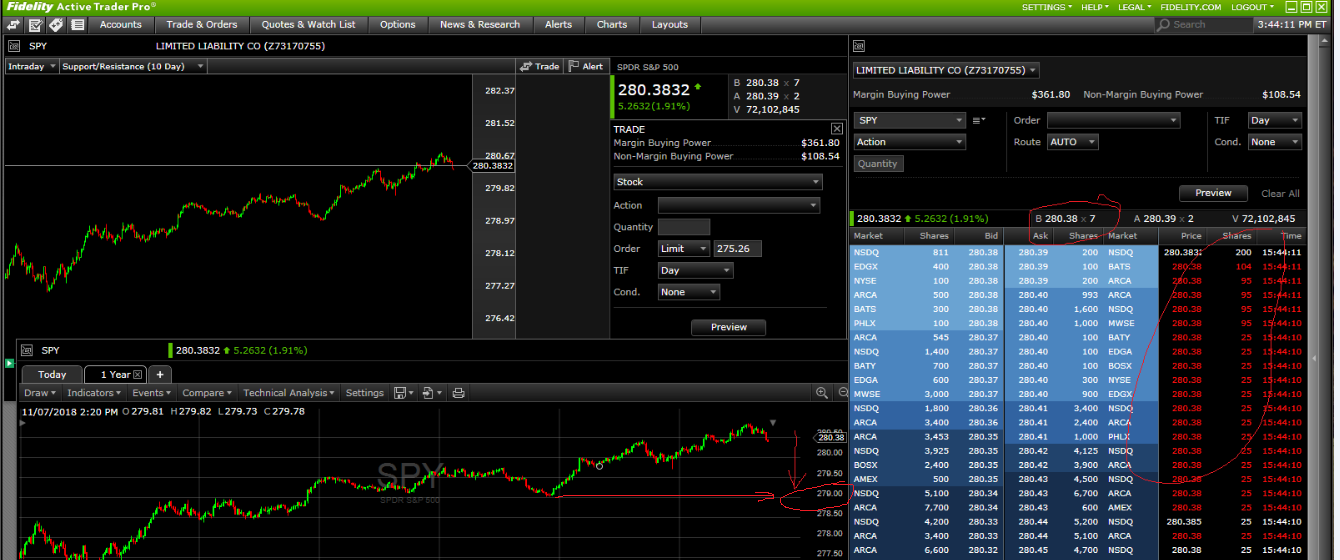 Fidelity Active Trader Pro®
SETTINGS HELP LEGAL FIDELITY.COM LOGOUT
Accounts Trade & Orders Quotes & Watch List Options News & Research Alerts Charts Layouts Search 3:44:11 PM ET
SPY LIMITED LIABILITY CO (Z73170755)
Intraday Support/Resistance (10 Day) Trade Alert
282.37
281.52
280.67
280.3832
279.82
278.97
278.12
277.27
276.42
SPDR S&P 500
280.3832 B 280.38 x 7
5.2632 (1.91%) A 280.39 x 2
V 72,102,845
TRADE
Margin Buying Power $361.80
Non-Margin Buying Power $108.54
Stock
Action
Quantity
Order Limit 275.26
TIF Day
Cond. None
Preview
SPY 280.3832 5.2632 (1.91%)
Today 1 Year +
Draw Indicators Events Compare Technical Analysis Settings
11/07/2018 2:20 PM O 279.81 H 279.82 L 279.73 C 279.78
280.38
280.00
279.50
279.00
278.50
278.00
277.50
SPY
SPDR S&P 500
LIMITED LIABILITY CO (Z73170755)
Margin Buying Power $361.80 Non-Margin Buying Power $108.54
SPY Order TIF Day
Action Route AUTO Cond. None
Quantity
Preview Clear All
280.3832 5.2632 (1.91%) B 280.38 x 7 A 280.39 x 2 V 72,102,845
Market Shares Bid Ask Shares Market Price Shares Time
NSDQ 811 280.38 280.39 200 NSDQ 280.383 200 15:44:11
EDGX 400 280.38 280.39 100 BATS 280.38 104 15:44:11
NYSE 100 280.38 280.39 200 ARCA 280.38 95 15:44:11
ARCA 500 280.38 280.40 993 ARCA 280.38 95 15:44:11
BATS 300 280.38 280.40 1,600 NSDQ 280.38 95 15:44:11
PHLX 100 280.38 280.40 1,000 MWSE 280.38 95 15:44:10
ARCA 545 280.37 280.40 100 BATY 280.38 25 15:44:10
NSDQ 1,400 280.37 280.40 100 EDGA 280.38 25 15:44:10
BATY 700 280.37 280.40 100 BOSX 280.38 25 15:44:10
EDGA 600 280.37 280.40 300 NYSE 280.38 25 15:44:10
MWSE 3,000 280.37 280.40 900 EDGX 280.38 25 15:44:10
NSDQ 1,800 280.36 280.41 3,400 NSDQ 280.38 25 15:44:10
ARCA 3,400 280.36 280.41 2,400 ARCA 280.38 25 15:44:10
ARCA 3,453 280.35 280.41 1,000 PHLX 280.38 25 15:44:10
NSDQ 3,925 280.35 280.42 4,125 NSDQ 280.38 25 15:44:10
BOSX 2,400 280.35 280.42 3,900 ARCA 280.38 25 15:44:10
AMEX 500 280.35 280.43 4,500 NSDQ 280.38 25 15:44:10
NSDQ 5,100 280.34 280.43 6,700 ARCA 280.38 25 15:44:10
ARCA 7,700 280.34 280.43 600 AMEX 280.38 25 15:44:10
NSDQ 4,200 280.33 280.44 5,200 NSDQ 280.385 25 15:44:10
ARCA 4,400 280.33 280.44 5,100 ARCA 280.38 25 15:44:10
ARCA 6,600 280.32 280.45 4,700 NSDQ 280.38 25 15:44:10